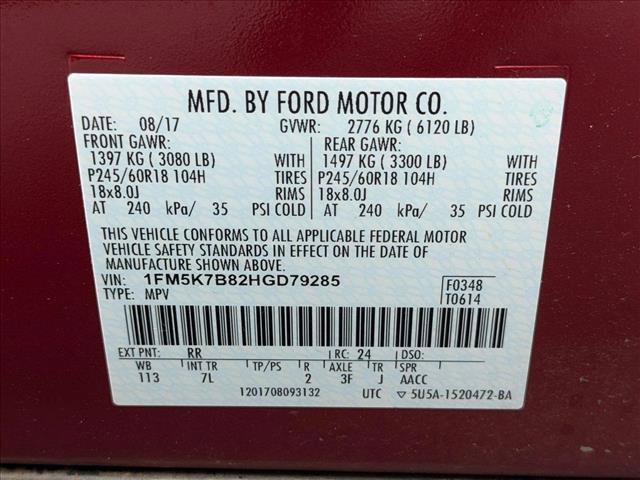 MFD. BY FORD MOTOR CO.
DATE: 08/17 GVWR: 2776 KG ( 6120 LB)
FRONT GAWR: REAR GAWR:
1397 KG ( 3080 LB) WITH 1497 KG ( 3300 LB) WITH
P245/60R18 104H TIRES P245/60R18 104H TIRES
18x8.0J RIMS 18x8.0J RIMS
AT 240 kPa/ 35 PSI COLD AT 240 kPa/ 35 PSI COLD
THIS VEHICLE CONFORMS TO ALL APPLICABLE FEDERAL MOTOR
VEHICLE SAFETY STANDARDS IN EFFECT ON THE DATE OF
MANUFACTURE SHOWN ABOVE.
VIN: 1FM5K7B82HGD79285 F0348
TYPE: MPV T0614
EXT PNT: RR RC: 24 DSO:
WB INT TR TP/PS R AXLE TR SPR
113 7L 2 3F J AACC
1201708093132 UTC ▽ 5U5A-1520472-BA